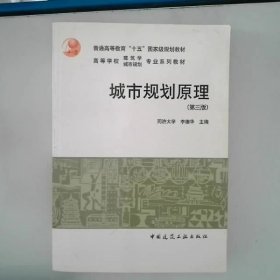 普通高等教育“十五”国家级规划教材
高等学校 建筑学 城市规划 专业系列教材
城市规划原理
(第三版)
同济大学 李德华 主编
中国建筑工业出版社